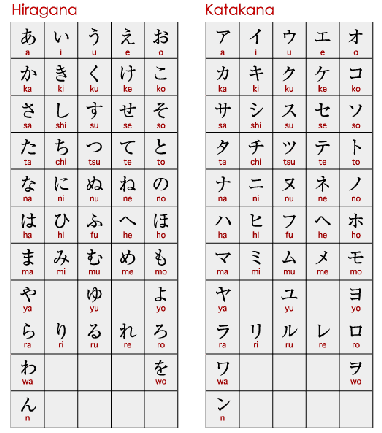 Hiragana Katakana
あ い う え お ア イ ウ エ オ
a i u e o a i u e o
か き く け こ カ キ ク ケ コ
ka ki ku ke ko ka ki ku ke ko
さ し す せ そ サ シ ス セ ソ
sa shi su se so sa shi su se so
た ち つ て と タ チ ツ テ ト
ta chi tsu te to ta chi tsu te to
な に ぬ ね の ナ ニ ヌ ネ ノ
na ni nu ne no na ni nu ne no
は ひ ふ へ ほ ハ ヒ フ ヘ ホ
ha hi fu he ho ha hi fu he ho
ま み む め も マ ミ ム メ モ
ma mi mu me mo ma mi mu me mo
や ゆ よ ヤ ユ ヨ
ya yu yo ya yu yo
ら り る れ ろ ラ リ ル レ ロ
ra ri ru re ro ra ri ru re ro
わ を ワ ヲ
wa wo wa wo
ん ン
n n